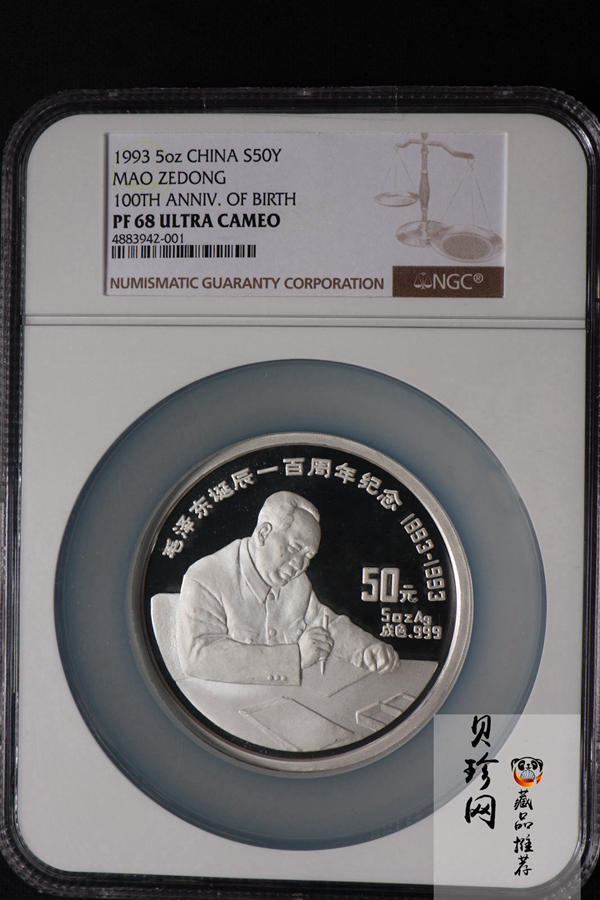 1993 5oz CHINA S50Y
MAO ZEDONG
100TH ANNIV. OF BIRTH
PF 68 ULTRA CAMEO
4883942-001
NUMISMATIC GUARANTY CORPORATION
NGC®
毛泽东诞辰一百周年纪念 1893-1993
50元
5ozAg
成色.999
贝珍网
藏品推荐